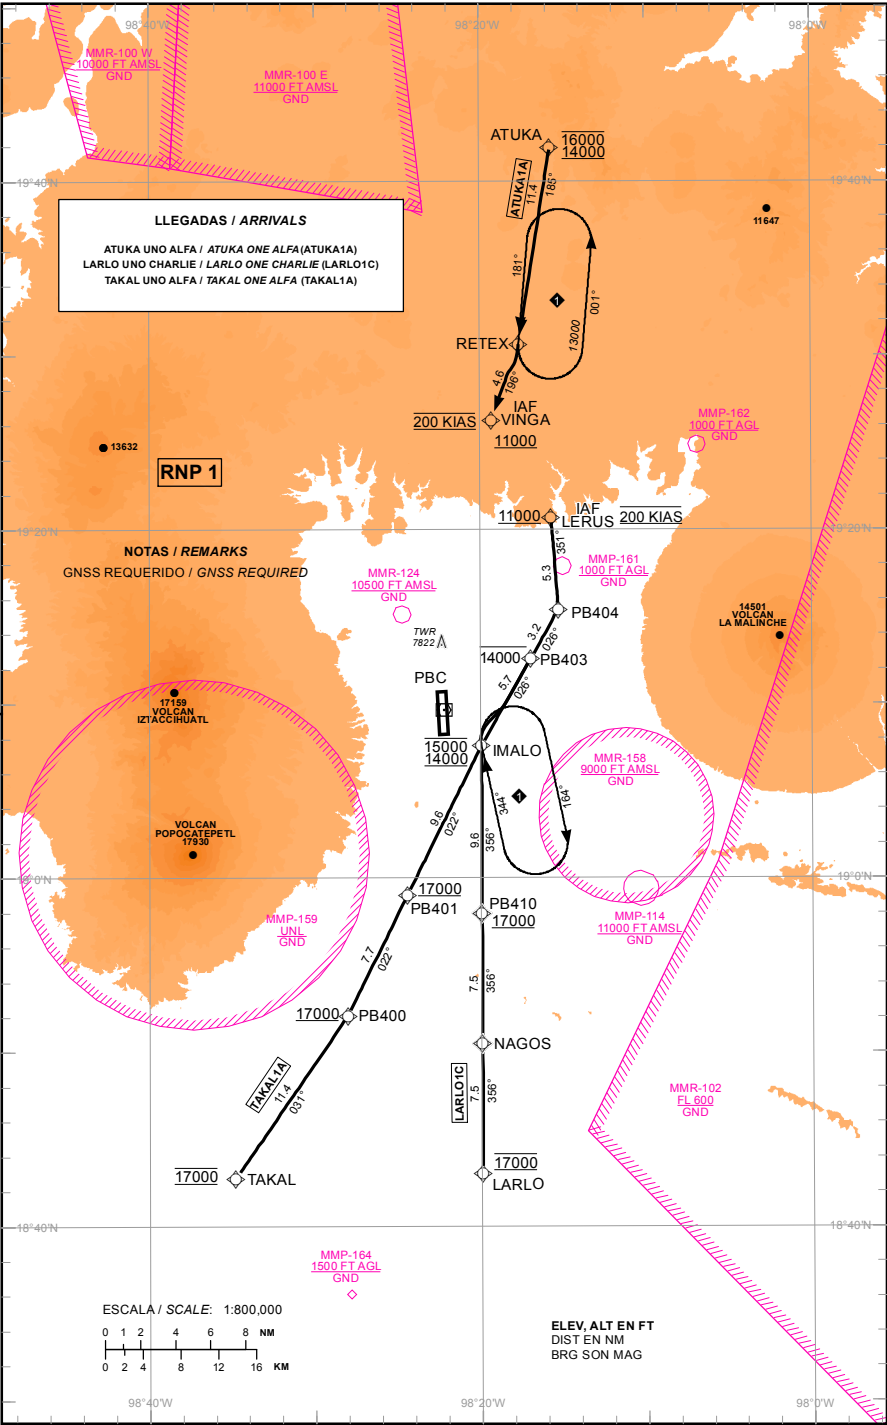 98°40'W
98°20'W
98°0'W
MMR-100 W
10000 FT AMSL
GND
MMR-100 E
11000 FT AMSL
GND
ATUKA
16000
14000
ATUKA1A
11.4
185°
19°40'N
19°40'N
11647
LLEGADAS / ARRIVALS
ATUKA UNO ALFA / ATUKA ONE ALFA (ATUKA1A)
LARLO UNO CHARLIE / LARLO ONE CHARLIE (LARLO1C)
TAKAL UNO ALFA / TAKAL ONE ALFA (TAKAL1A)
181°
001°
1
13000
RETEX
4.6
196°
IAF
VINGA
200 KIAS
11000
MMP-162
1000 FT AGL
GND
13632
RNP 1
11000
IAF
LERUS
200 KIAS
19°20'N
19°20'N
351°
5.3
NOTAS / REMARKS
GNSS REQUERIDO / GNSS REQUIRED
MMR-124
10500 FT AMSL
GND
MMP-161
1000 FT AGL
GND
PB404
14501
VOLCAN
LA MALINCHE
TWR
7822
3.2
026°
14000
PB403
PBC
5.7
026°
17159
VOLCAN
IZTACCIHUATL
15000
14000
IMALO
MMR-158
9000 FT AMSL
GND
344°
1
164°
9.6
022°
9.6
356°
VOLCAN
POPOCATEPETL
17930
19°0'N
19°0'N
17000
PB401
PB410
17000
MMP-159
UNL
GND
MMP-114
11000 FT AMSL
GND
7.7
022°
7.5
356°
17000
PB400
NAGOS
TAKAL1A
11.4
031°
LARLO1C
7.5
356°
MMR-102
FL 600
GND
17000
TAKAL
17000
LARLO
18°40'N
18°40'N
MMP-164
1500 FT AGL
GND
ESCALA / SCALE: 1:800,000
0 1 2 4 6 8 NM
0 2 4 8 12 16 KM
ELEV, ALT EN FT
DIST EN NM
BRG SON MAG
98°40'W
98°20'W
98°0'W